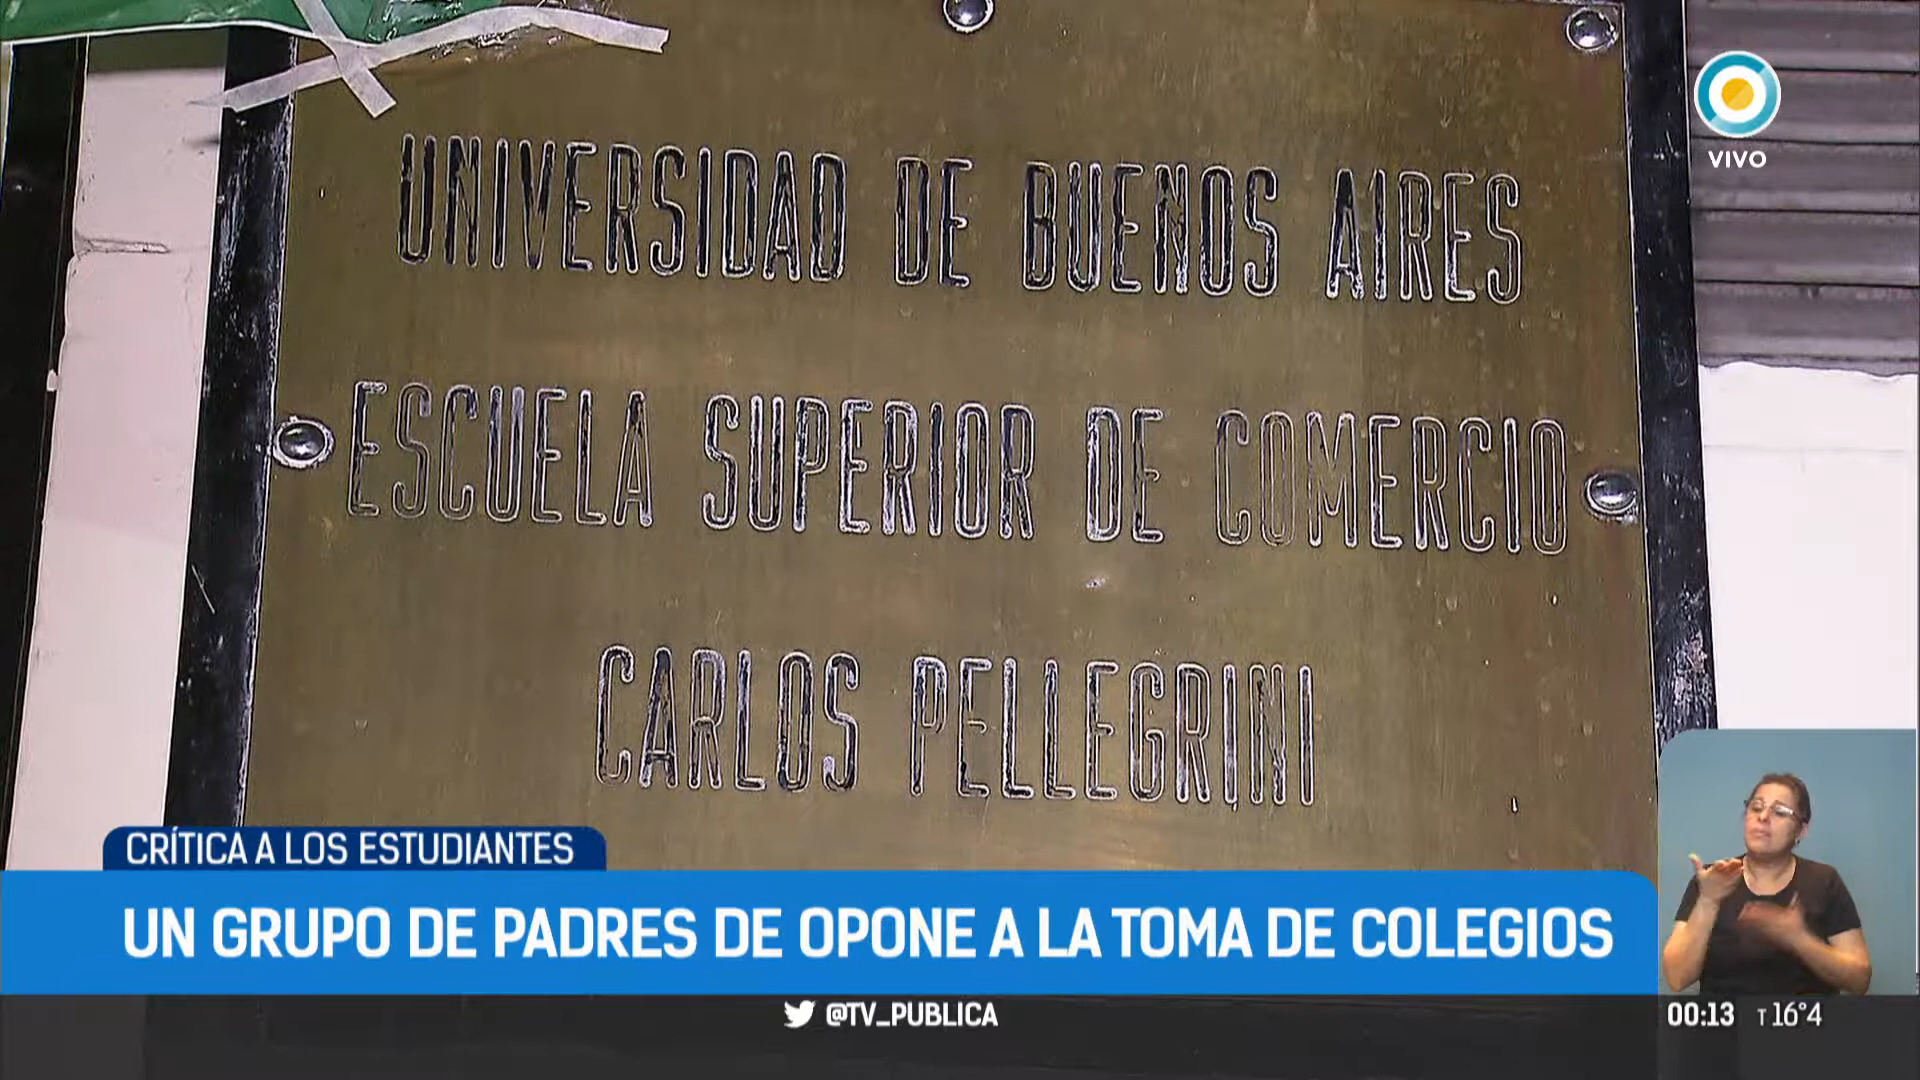 VIVO
UNIVERSIDAD DE BUENOS AIRES
ESCUELA SUPERIOR DE COMERCIO
CARLOS PELLEGRINI
CRÍTICA A LOS ESTUDIANTES
UN GRUPO DE PADRES DE OPONE A LA TOMA DE COLEGIOS
@TV_PUBLICA
00:13 T 16°4